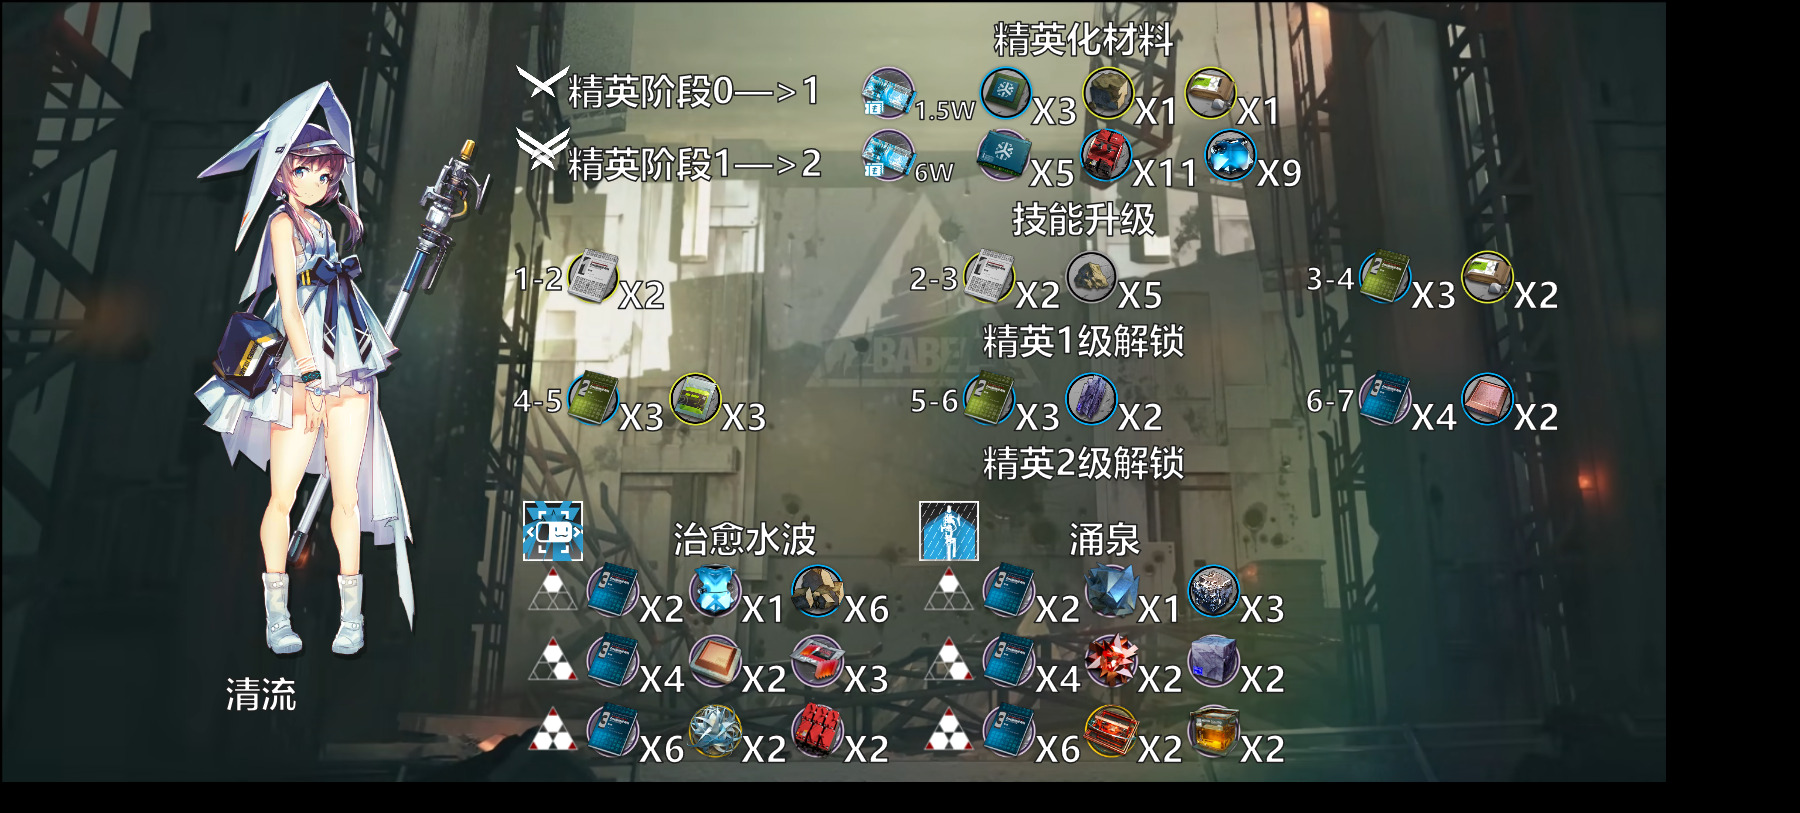 精英化材料
精英阶段0—>1 1.5W X3 X1 X1
精英阶段1—>2 6W X5 X11 X9
技能升级
1-2 X2 2-3 X2 X5 3-4 X3 X2
精英1级解锁
BABE
4-5 X3 X3 5-6 X3 X2 6-7 X4 X2
精英2级解锁
治愈水波 涌泉
X2 X1 X6 X2 X1 X3
X4 X2 X3 X4 X2 X2
清流
X6 X2 X2 X6 X2 X2